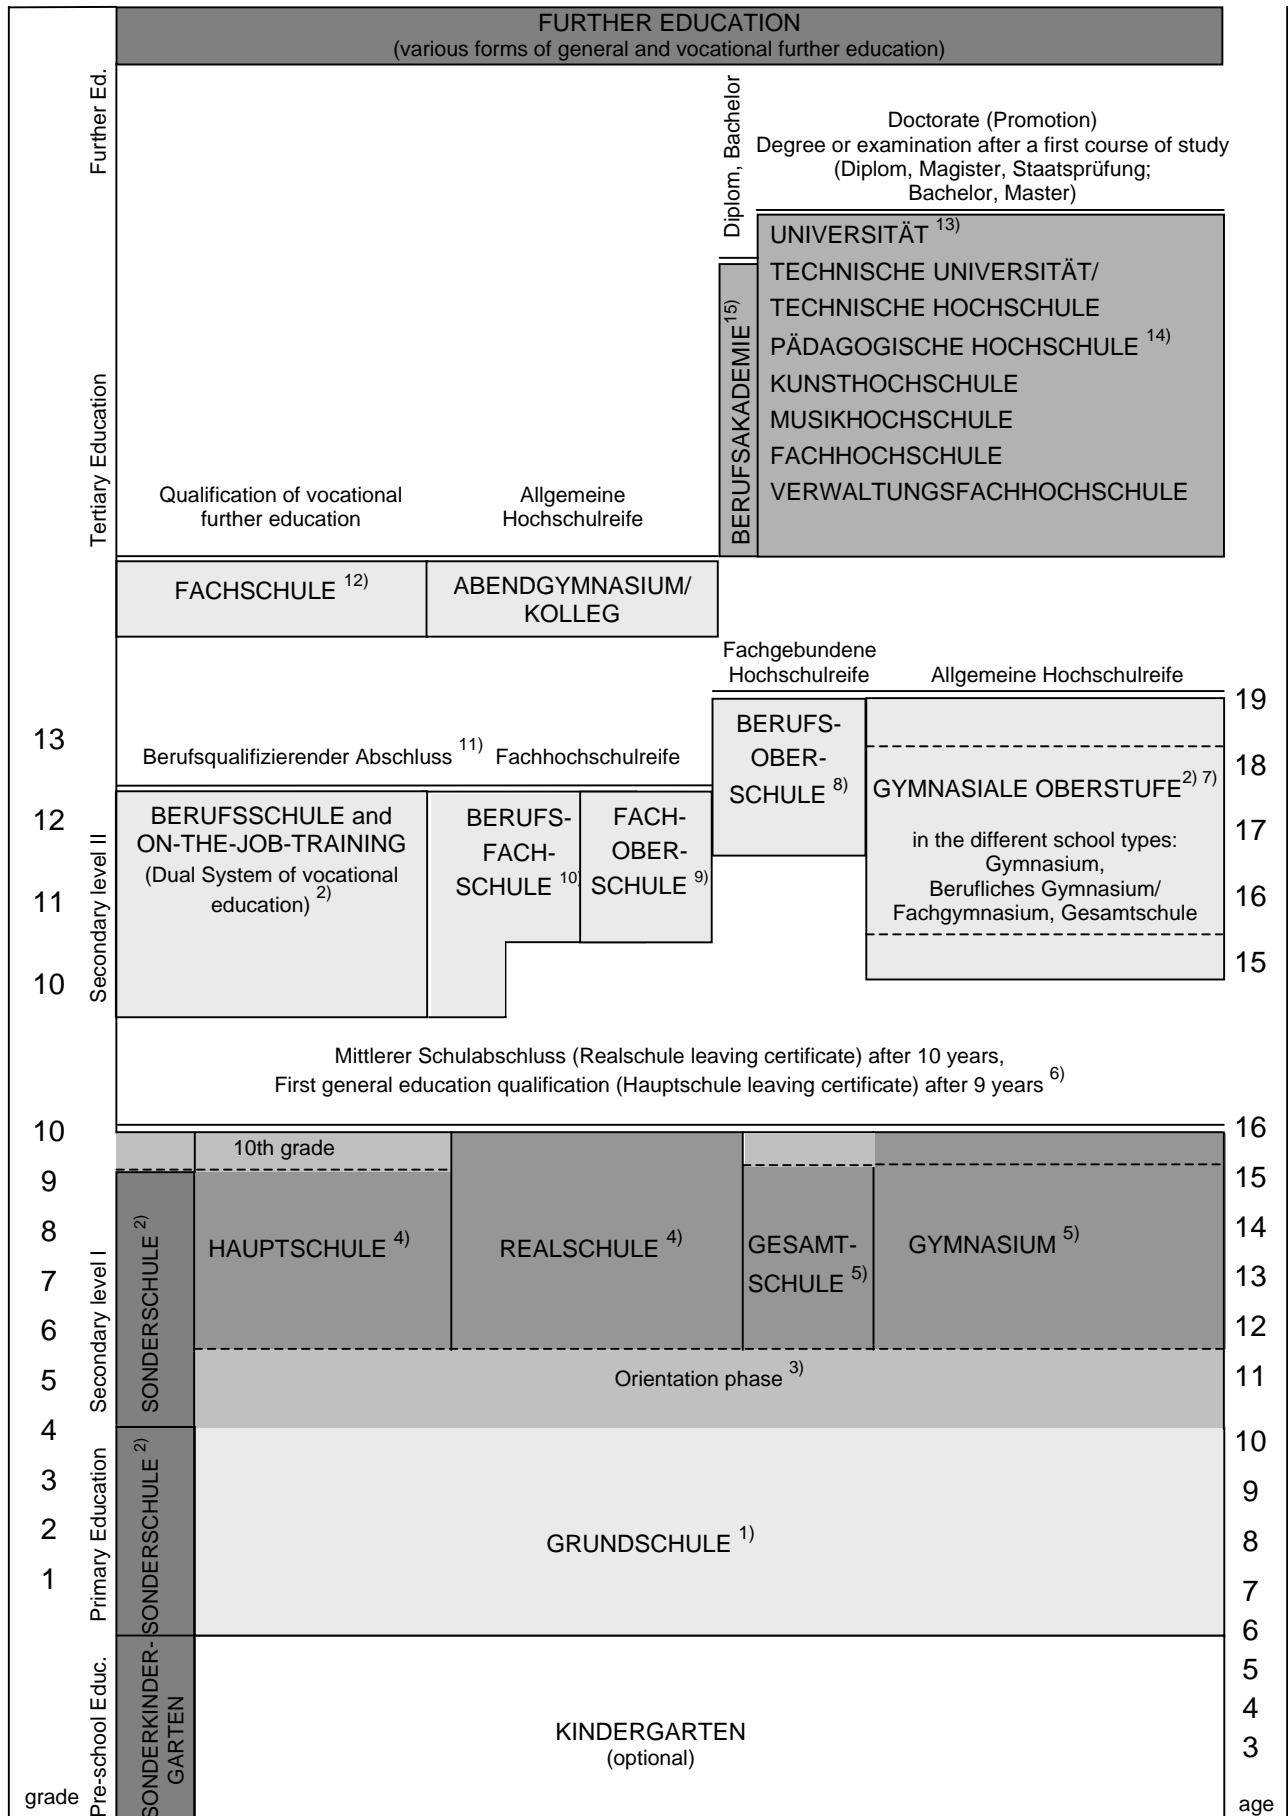 FURTHER EDUCATION
(various forms of general and vocational further education)
Further Ed.
Diplom, Bachelor
Doctorate (Promotion)
Degree or examination after a first course of study
(Diplom, Magister, Staatsprüfung;
Bachelor, Master)
Tertiary Education
BERUFSAKADEMIE 15)
UNIVERSITÄT 13)
TECHNISCHE UNIVERSITÄT/
TECHNISCHE HOCHSCHULE
PÄDAGOGISCHE HOCHSCHULE 14)
KUNSTHOCHSCHULE
MUSIKHOCHSCHULE
FACHHOCHSCHULE
VERWALTUNGSFACHHOCHSCHULE
Qualification of vocational
further education
Allgemeine
Hochschulreife
FACHSCHULE 12)
ABENDGYMNASIUM/
KOLLEG
Fachgebundene
Hochschulreife
Allgemeine Hochschulreife
Berufsqualifizierender Abschluss 11)
Fachhochschulreife
13
12
11
10
Secondary level II
BERUFSSCHULE and
ON-THE-JOB-TRAINING
(Dual System of vocational
education) 2)
BERUFS-
FACH-
SCHULE 10)
FACH-
OBER-
SCHULE 9)
BERUFS-
OBER-
SCHULE 8)
GYMNASIALE OBERSTUFE 2) 7)
in the different school types:
Gymnasium,
Berufliches Gymnasium/
Fachgymnasium, Gesamtschule
19
18
17
16
15
Mittlerer Schulabschluss (Realschule leaving certificate) after 10 years,
First general education qualification (Hauptschule leaving certificate) after 9 years 6)
10
9
8
7
6
5
4
3
2
1
Secondary level I
SONDERSCHULE 2)
10th grade
HAUPTSCHULE 4)
REALSCHULE 4)
GESAMT-
SCHULE 5)
GYMNASIUM 5)
Orientation phase 3)
Primary Education
SONDERSCHULE 2)
GRUNDSCHULE 1)
Pre-school Educ.
SONDERKINDER-
GARTEN
KINDERGARTEN
(optional)
16
15
14
13
12
11
10
9
8
7
6
5
4
3
grade
age